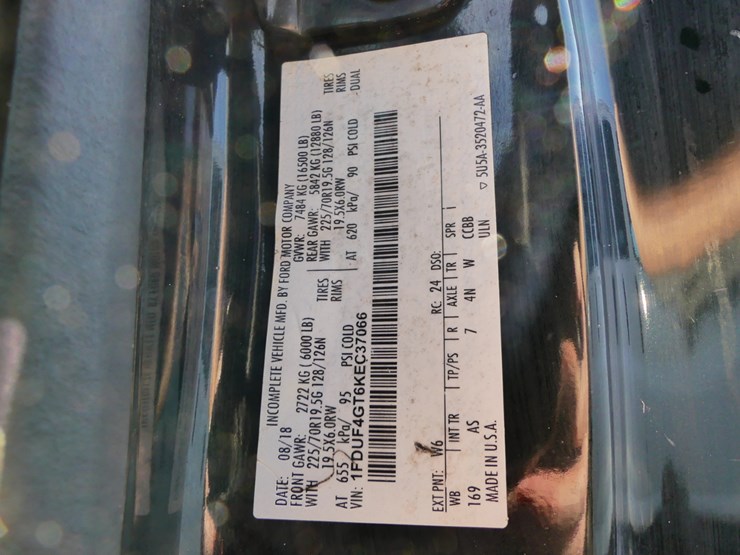 INCOMPLETE VEHICLE MFD. BY FORD MOTOR COMPANY
DATE: 08/18 GVWR: 7484 KG (16500 LB)
FRONT GAWR: 2722 KG ( 6000 LB) REAR GAWR: 5842 KG (12880 LB)
WITH 225/70R19.5G 128/126N TIRES WITH 225/70R19.5G 128/126N TIRES
19.5X6.0RW RIMS 19.5X6.0RW RIMS
AT 655 kPa/ 95 PSI COLD AT 620 kPa/ 90 PSI COLD DUAL
VIN: 1FDUF4GT6KEC37066
EXT PNT: W6 RC: 24 DSO:
WB INT TR TP/PS R AXLE TR SPR
169 AS 7 4N W CCBB
MADE IN U.S.A. ULN
▽ 5U5A-3520472-AA